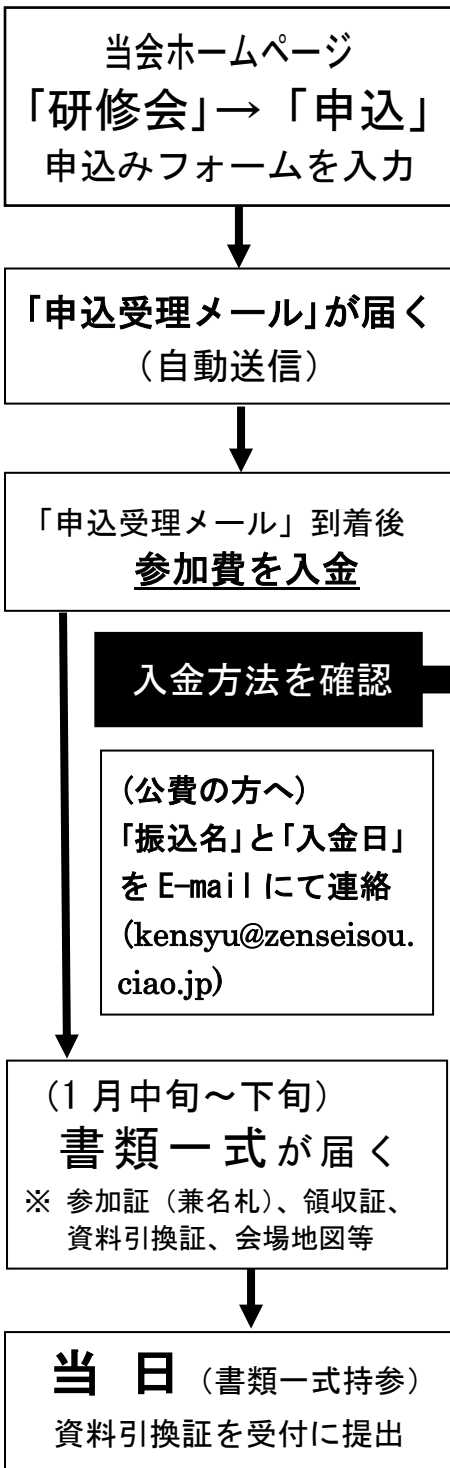 当会ホームページ
「研修会」→「申込」
申込みフォームを入力
「申込受理メール」が届く
（自動送信）
「申込受理メール」到着後
参加費を入金
入金方法を確認
(公費の方へ)
「振込名」と「入金日」
を E-mail にて連絡
(kensyu@zenseisou.
ciao.jp)
(1 月中旬～下旬)
書類一式が届く
※ 参加証（兼名札）、領収証、
資料引換証、会場地図等
当 日（書類一式持参）
資料引換証を受付に提出